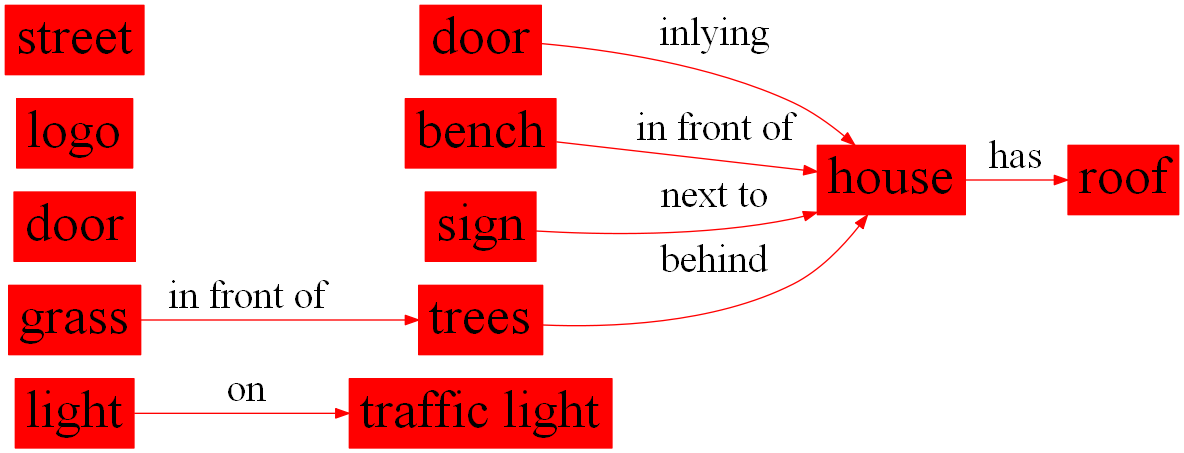 street
door
inlying
logo
bench
in front of
house
has
roof
door
sign
next to
behind
grass
in front of
trees
light
on
traffic light